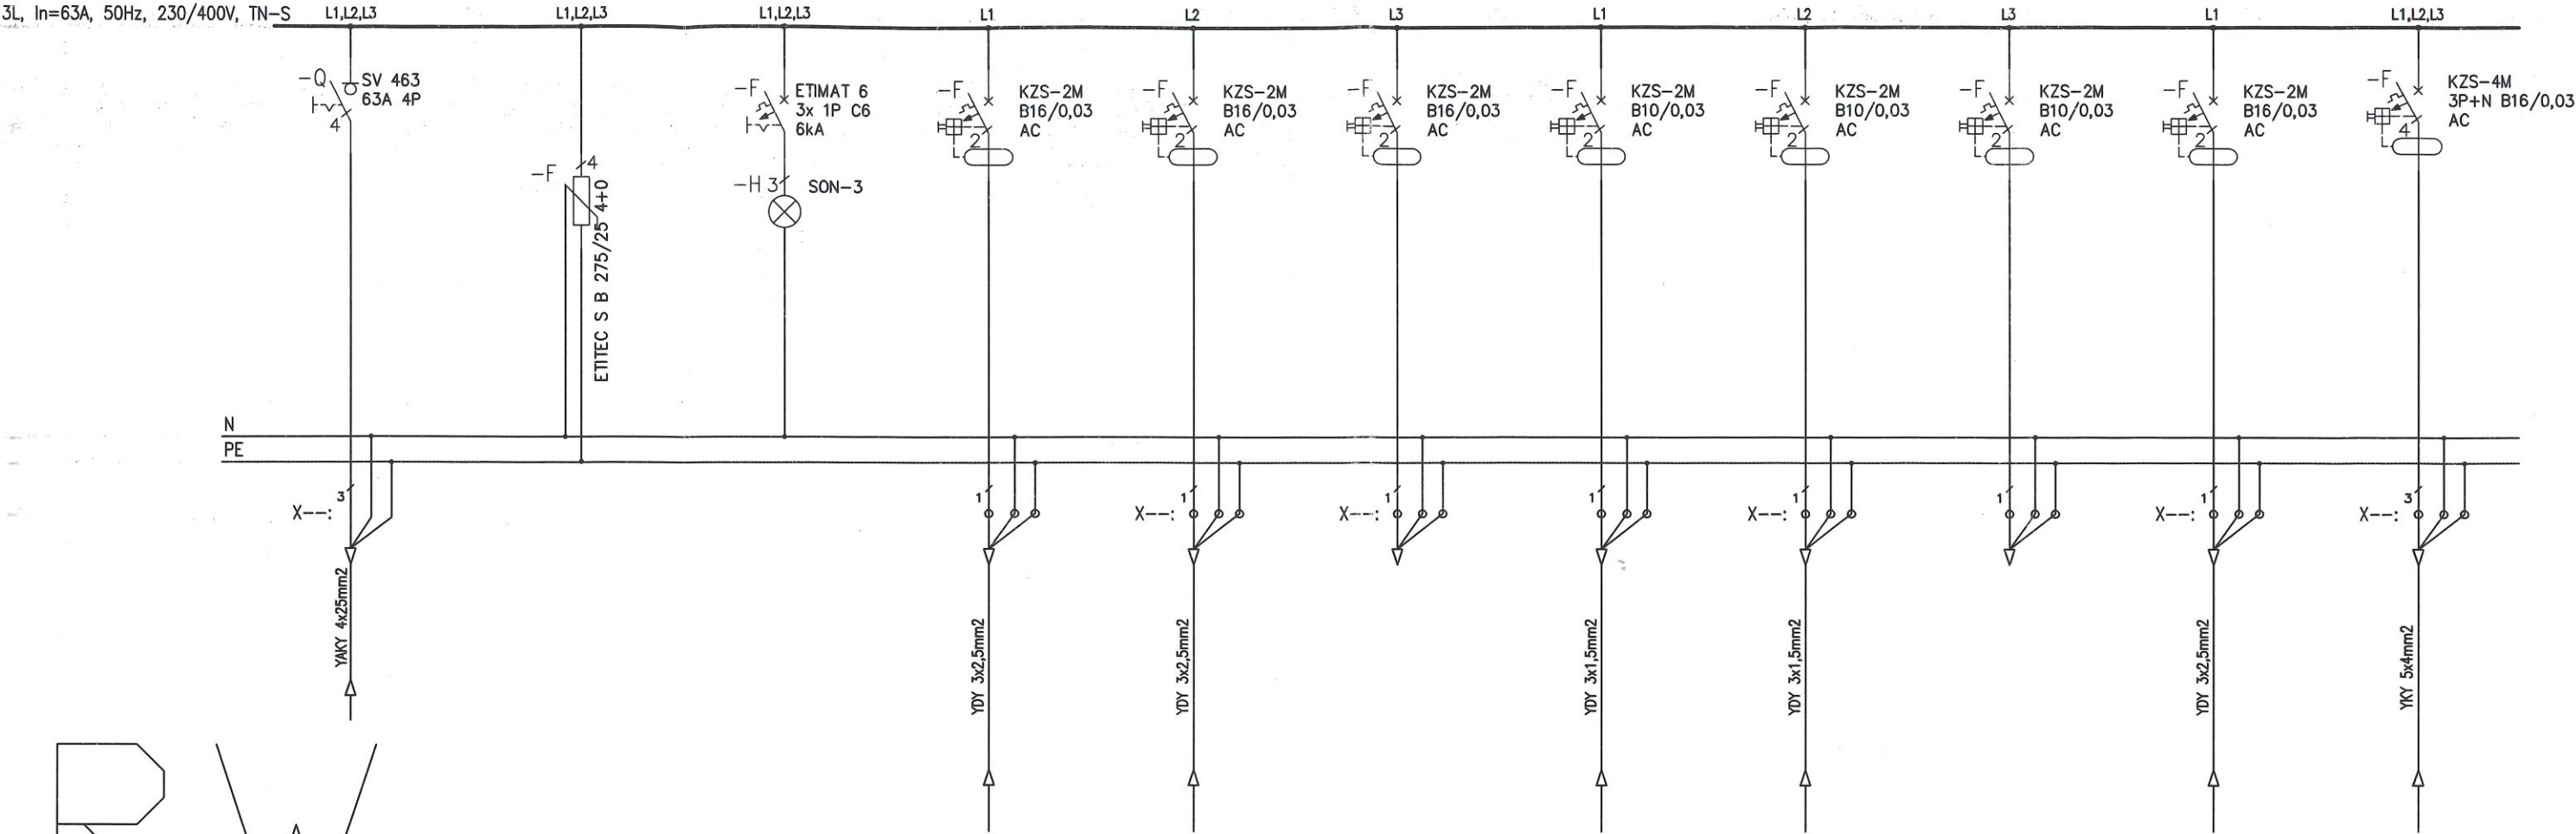 3L, In=63A, 50Hz, 230/400V, TN-S
L1,L2,L3
L1,L2,L3
L1,L2,L3
L1
L2
L3
L1
L2
L3
L1
L1,L2,L3
-Q
SV 463
63A 4P
4
-F
4
ETITEC S B 275/25 4+0
-F
ETIMAT 6
3x 1P C6
6kA
-H 3
SON-3
-F
KZS-2M
B16/0,03
AC
2
-F
KZS-2M
B16/0,03
AC
2
-F
KZS-2M
B16/0,03
AC
2
-F
KZS-2M
B10/0,03
AC
2
-F
KZS-2M
B10/0,03
AC
2
-F
KZS-2M
B10/0,03
AC
2
-F
KZS-2M
B16/0,03
AC
2
-F
KZS-4M
3P+N B16/0,03
AC
4
N
PE
3
X--:
1
1
X--:
1
X--:
1
1
X--:
1
1
X--:
3
X--:
YAKY 4x25mm2
YDY 3x2,5mm2
YDY 3x2,5mm2
YDY 3x1,5mm2
YDY 3x1,5mm2
YDY 3x2,5mm2
YKY 5x4mm2